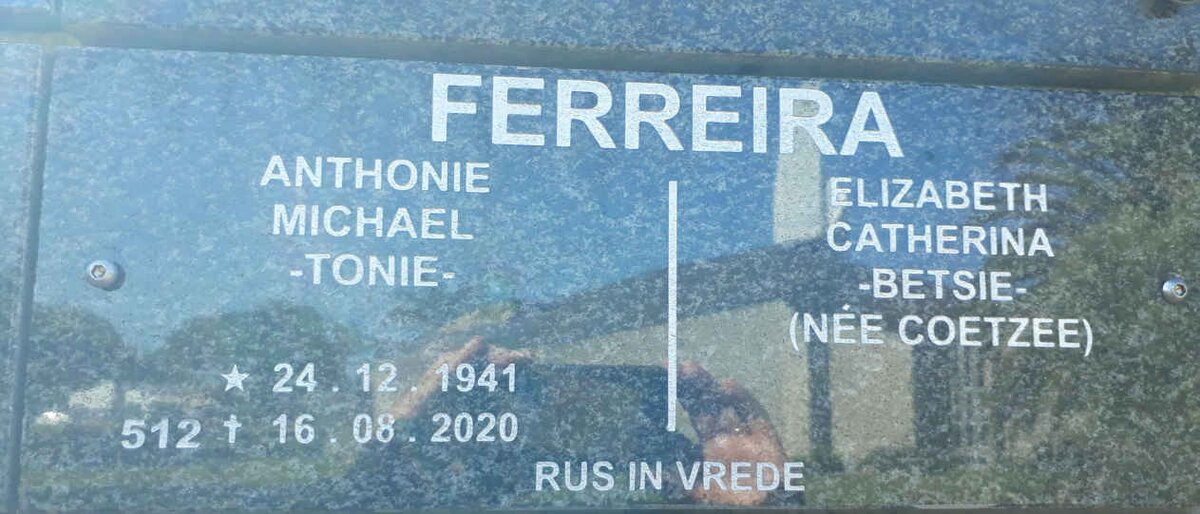 FERREIRA
ANTHONIE
MICHAEL
-TONIE-
★ 24 . 12 . 1941
512 † 16 . 08 . 2020
ELIZABETH
CATHERINA
-BETSIE-
(NÉE COETZEE)
RUS IN VREDE